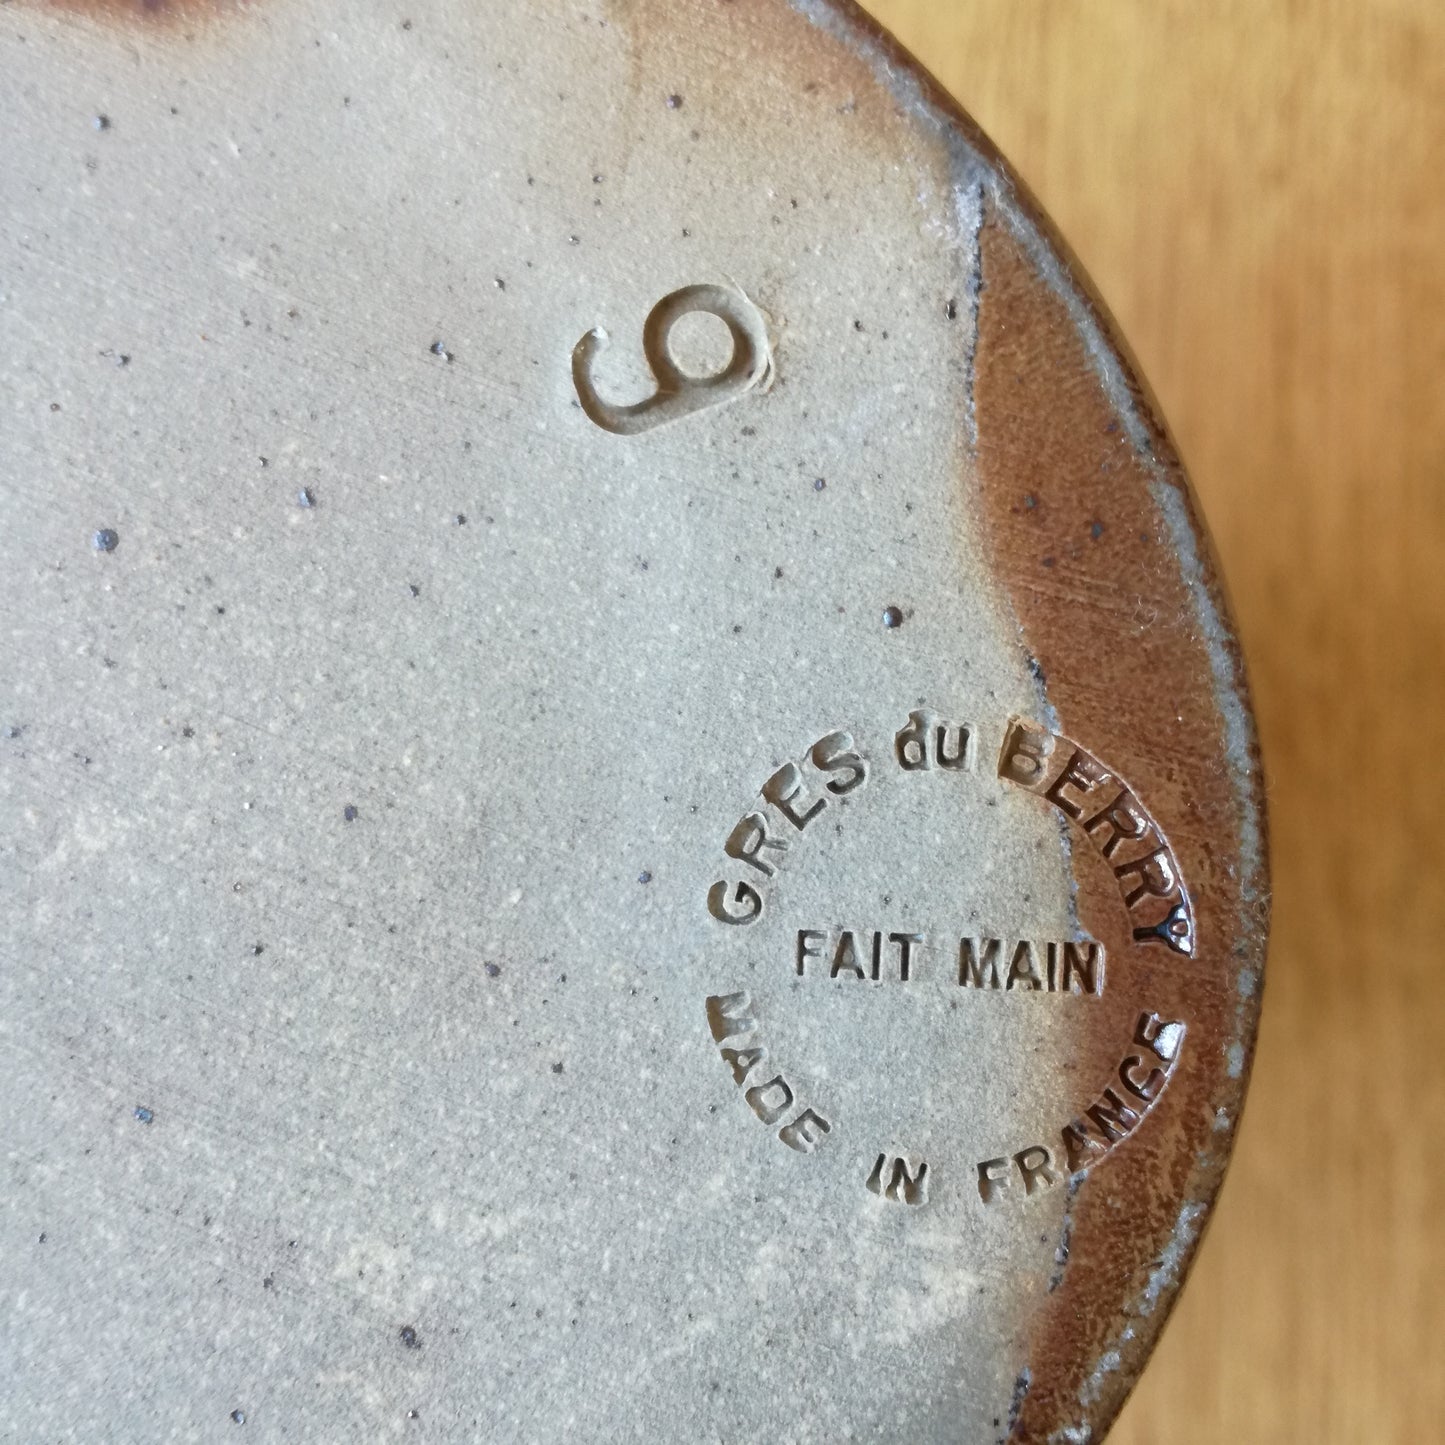 9
GRES du BERRY
FAIT MAIN
MADE IN FRANCE